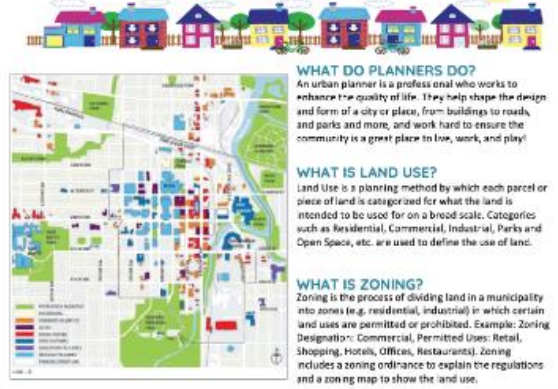 WHAT DO PLANNERS DO?
An urban planner is a professional who works to
enhance the quality of life. They help shape the design
and form of a city or place, from buildings to roads,
and parks and more, and work hard to ensure the
community is a great place to live, work, and play!
WHAT IS LAND USE?
Land Use is a planning method by which each parcel or
piece of land is categorized for what the land is
intended to be used for on a broad scale. Categories
such as Residential, Commercial, Industrial, Parks and
Open Space, etc. are used to define the use of land.
WHAT IS ZONING?
Zoning is the process of dividing land in a municipality
into zones (e.g. residential, industrial) in which certain
land uses are permitted or prohibited. Example: Zoning
Designation: Commercial, Permitted Uses: Retail,
Shopping, Hotels, Offices, Restaurants). Zoning
includes a zoning ordinance to explain the regulations
and a zoning map to show the land use.